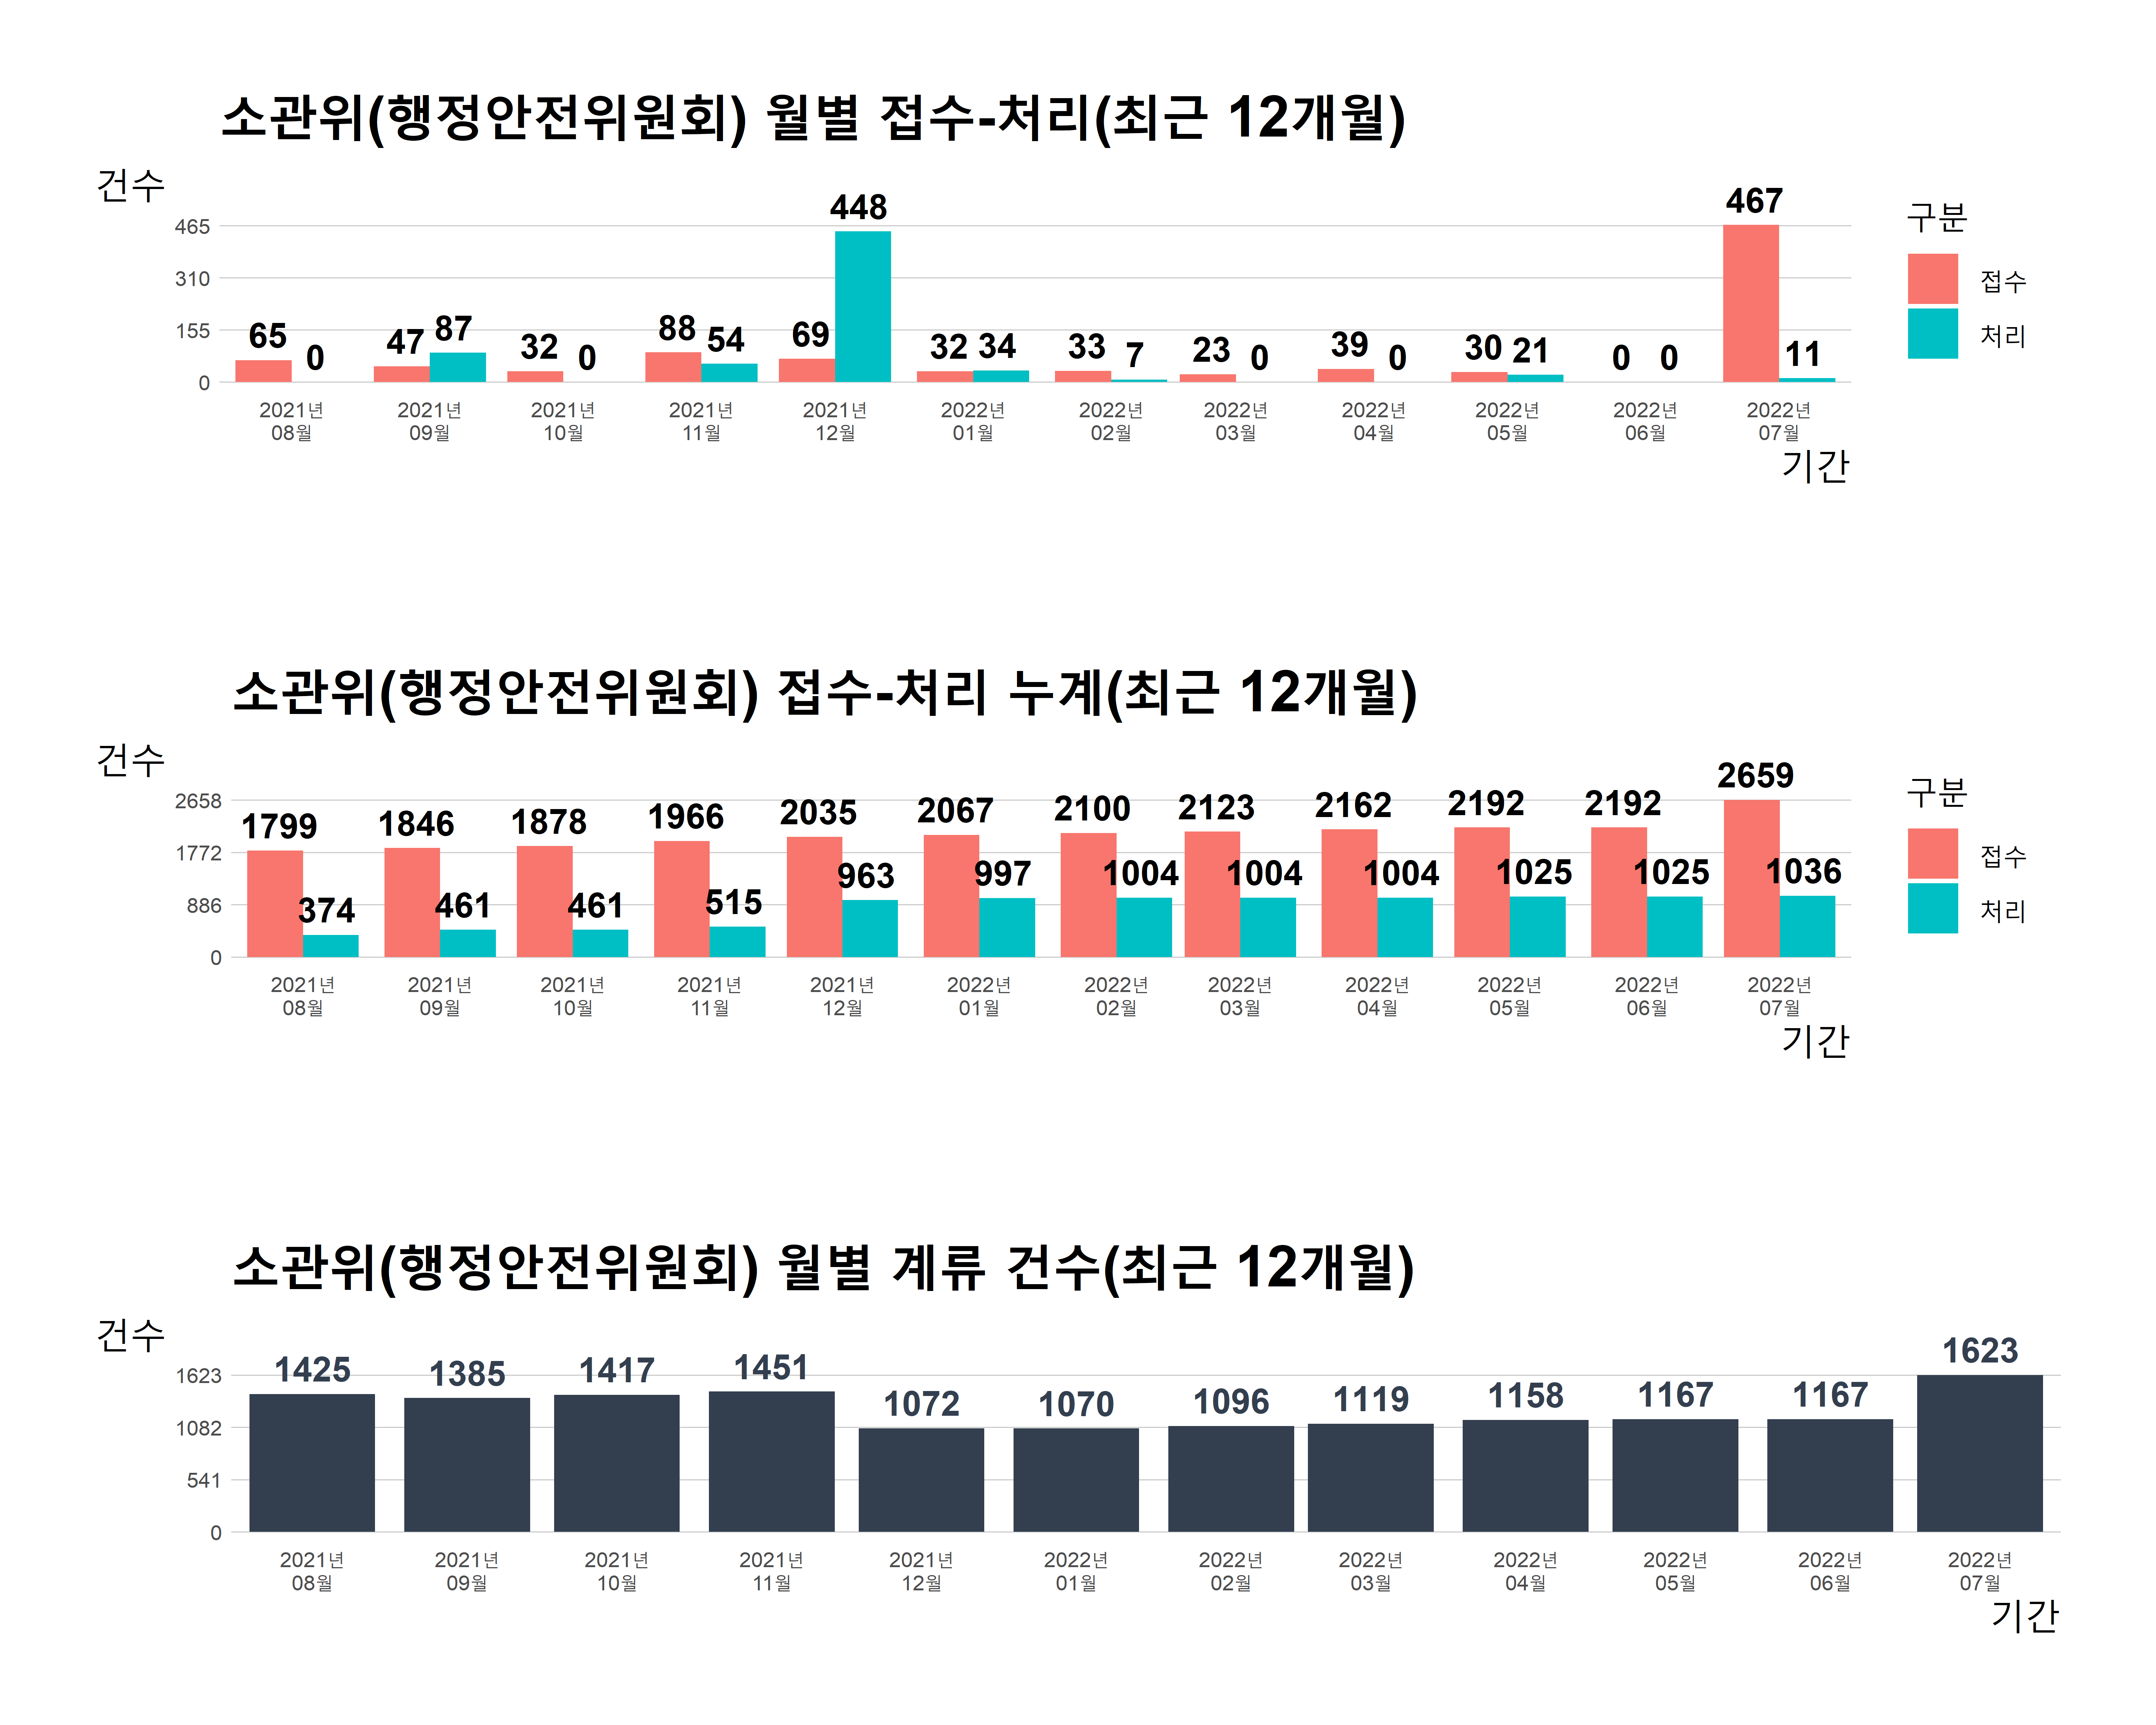 소관위(행정안전위원회) 월별 접수-처리(최근 12개월)
건수
465
310
155
0
65 0 47 87 32 0 88 54 69 448 32 34 33 7 23 0 39 0 30 21 0 0 467 11
2021년 2021년 2021년 2021년 2021년 2022년 2022년 2022년 2022년 2022년 2022년 2022년
08월 09월 10월 11월 12월 01월 02월 03월 04월 05월 06월 07월
기간
구분
접수
처리
소관위(행정안전위원회) 접수-처리 누계(최근 12개월)
건수
2658
1772
886
0
1799 374 1846 461 1878 461 1966 515 2035 963 2067 997 2100 1004 2123 1004 2162 1004 2192 1025 2192 1025 2659 1036
2021년 2021년 2021년 2021년 2021년 2022년 2022년 2022년 2022년 2022년 2022년 2022년
08월 09월 10월 11월 12월 01월 02월 03월 04월 05월 06월 07월
기간
구분
접수
처리
소관위(행정안전위원회) 월별 계류 건수(최근 12개월)
건수
1623
1082
541
0
1425 1385 1417 1451 1072 1070 1096 1119 1158 1167 1167 1623
2021년 2021년 2021년 2021년 2021년 2022년 2022년 2022년 2022년 2022년 2022년 2022년
08월 09월 10월 11월 12월 01월 02월 03월 04월 05월 06월 07월
기간